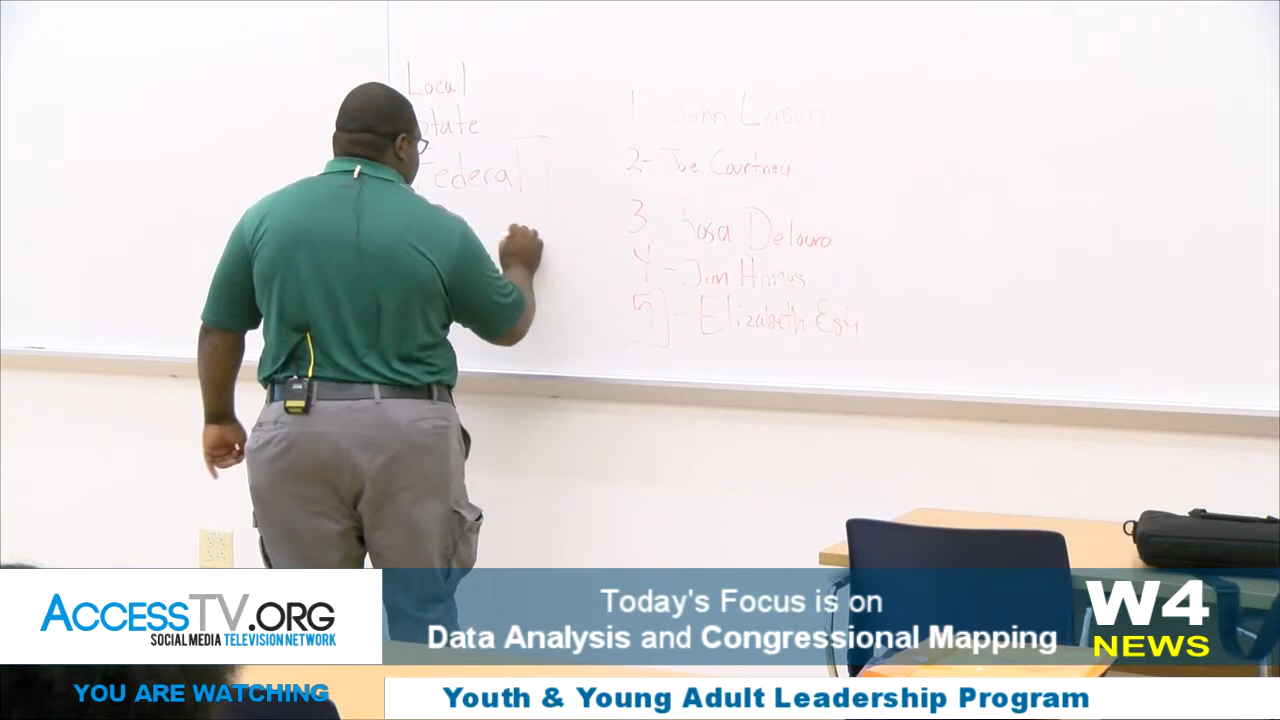 Local
State
Federal
1 John Larson
2- Joe Courtney
3 Rosa Delauro
4 - Jim Himes
5 - Elizabeth Esty
ACCESSTV.ORG
SOCIAL MEDIA TELEVISION NETWORK
Today's Focus is on
Data Analysis and Congressional Mapping
W4
NEWS
YOU ARE WATCHING
Youth & Young Adult Leadership Program